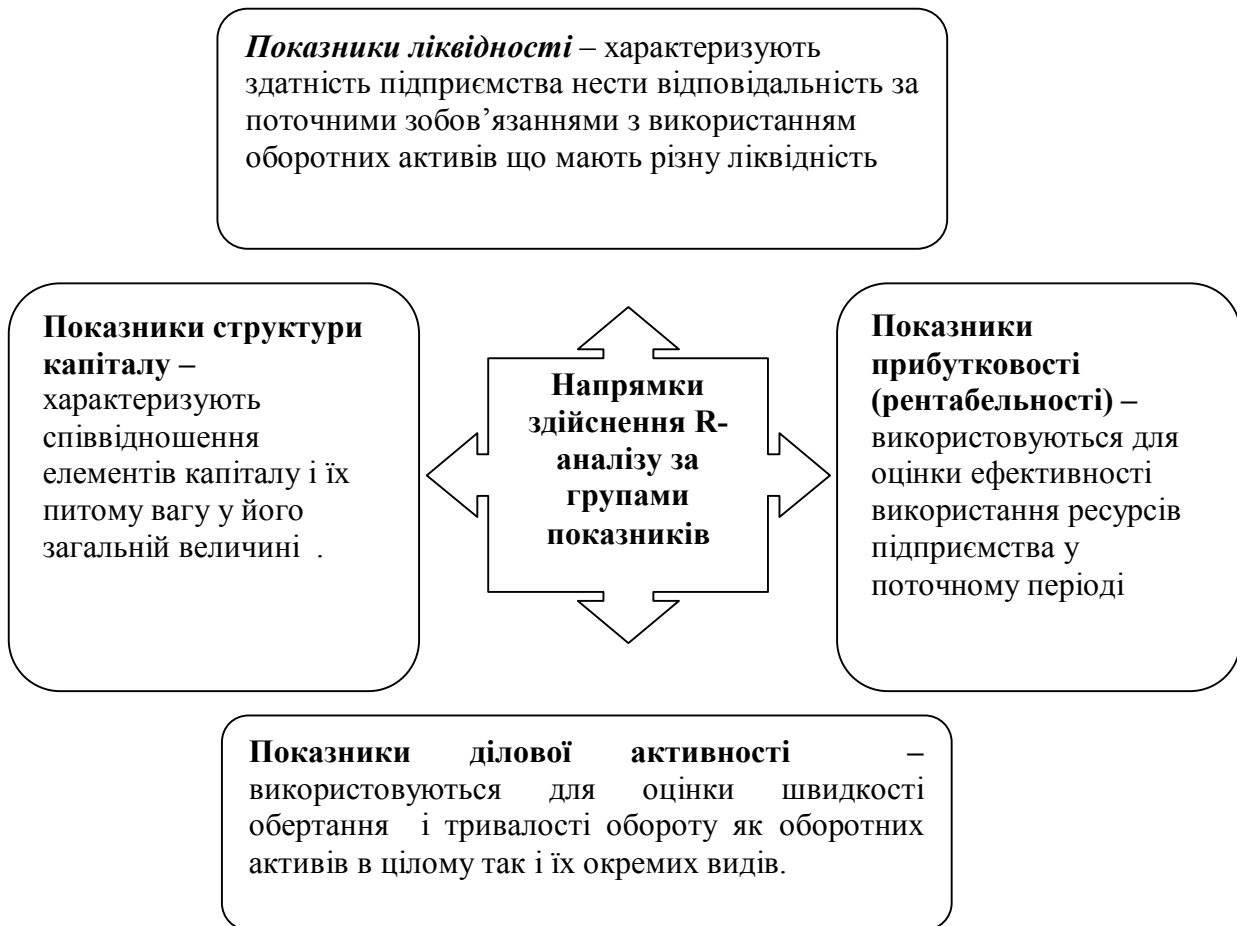 Показники ліквідності – характеризують
здатність підприємства нести відповідальність за
поточними зобов’язаннями з використанням
оборотних активів що мають різну ліквідність
Показники структури
капіталу –
характеризують
співвідношення
елементів капіталу і їх
питому вагу у його
загальній величині .
Напрямки
здійснення R-
аналізу за
групами
показників
Показники
прибутковості
(рентабельності) –
використовуються для
оцінки ефективності
використання ресурсів
підприємства у
поточному періоді
Показники ділової активності –
використовуються для оцінки швидкості
обертання і тривалості обороту як оборотних
активів в цілому так і їх окремих видів.